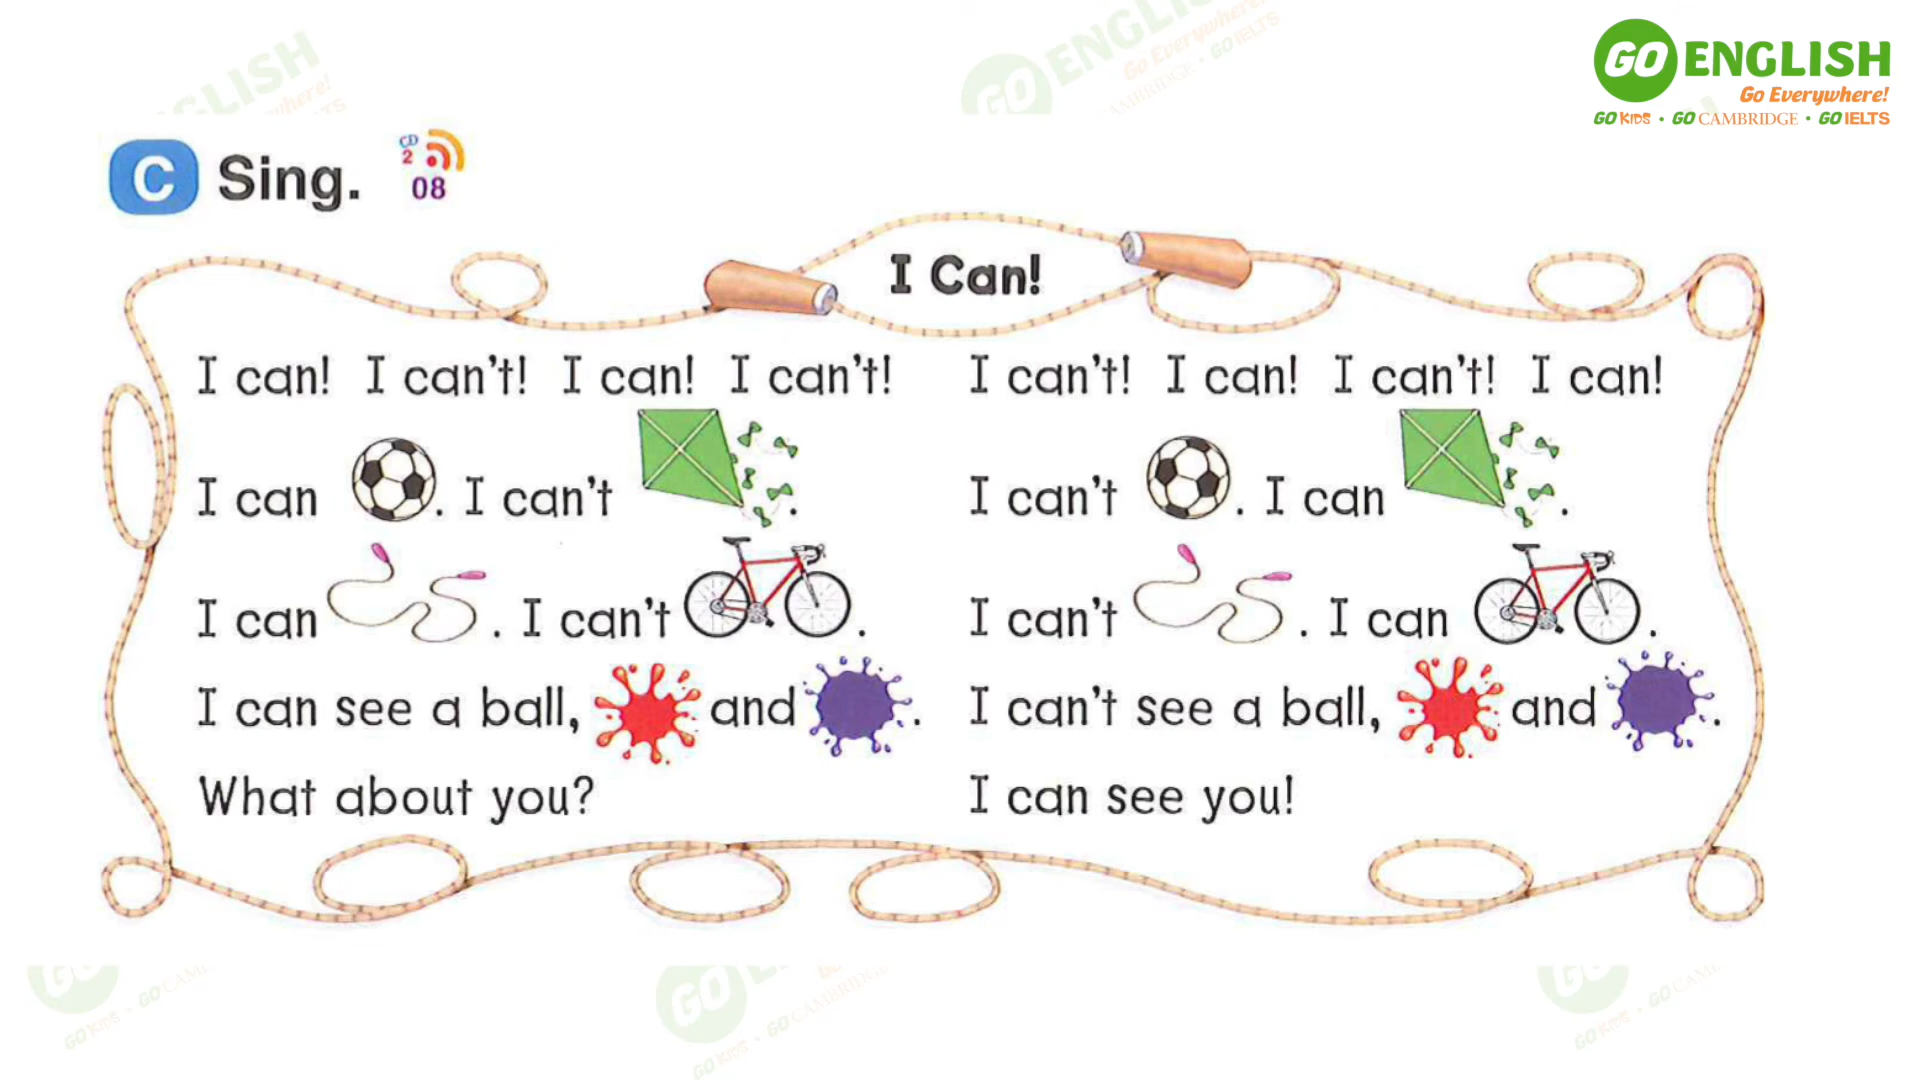 GO ENGLISH
Go Everywhere!
GO KIDS • GO CAMBRIDGE • GO IELTS
C Sing. CD 2 08
I Can!
I can! I can't! I can! I can't!
I can . I can't .
I can . I can't .
I can see a ball, and .
What about you?
I can't! I can! I can't! I can!
I can't . I can .
I can't . I can .
I can't see a ball, and .
I can see you!